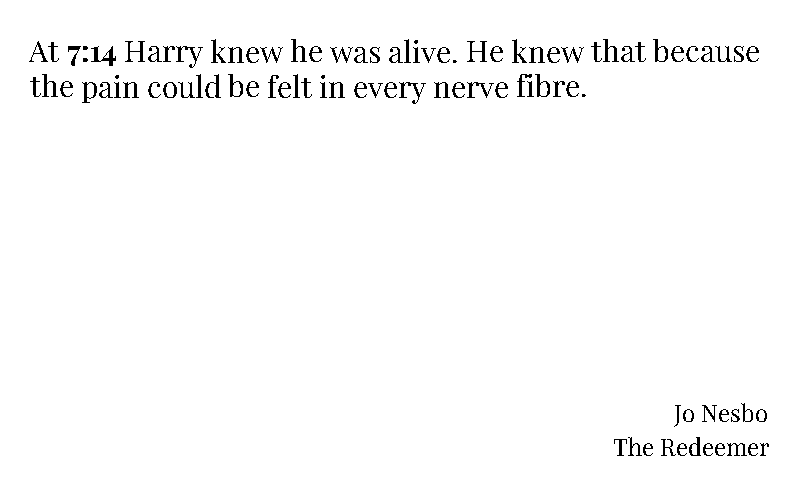 At 7:14 Harry knew he was alive. He knew that because
the pain could be felt in every nerve fibre.
Jo Nesbo
The Redeemer